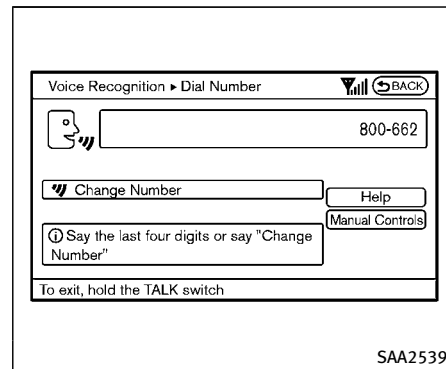 Voice Recognition ▸ Dial Number
BACK
800-662
Change Number
Help
Manual Controls
Say the last four digits or say "Change
Number"
To exit, hold the TALK switch
SAA2539